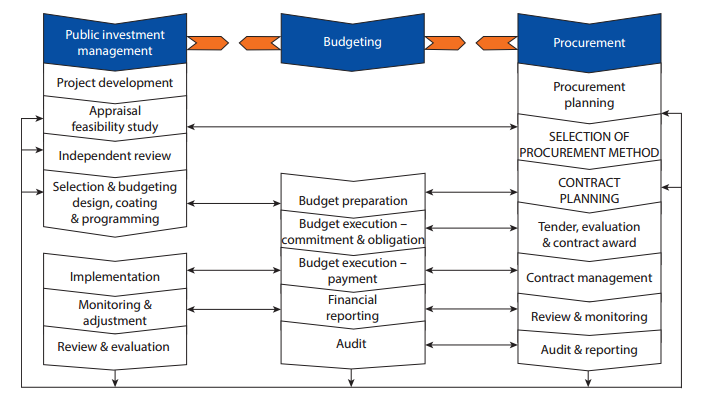 Public investment
management
Budgeting
Procurement
Project development
Appraisal
feasibility study
Independent review
Selection & budgeting
design, coating
& programming
Implementation
Monitoring &
adjustment
Review & evaluation
Budget preparation
Budget execution –
commitment & obligation
Budget execution –
payment
Financial
reporting
Audit
Procurement
planning
SELECTION OF
PROCUREMENT METHOD
CONTRACT
PLANNING
Tender, evaluation
& contract award
Contract management
Review & monitoring
Audit & reporting